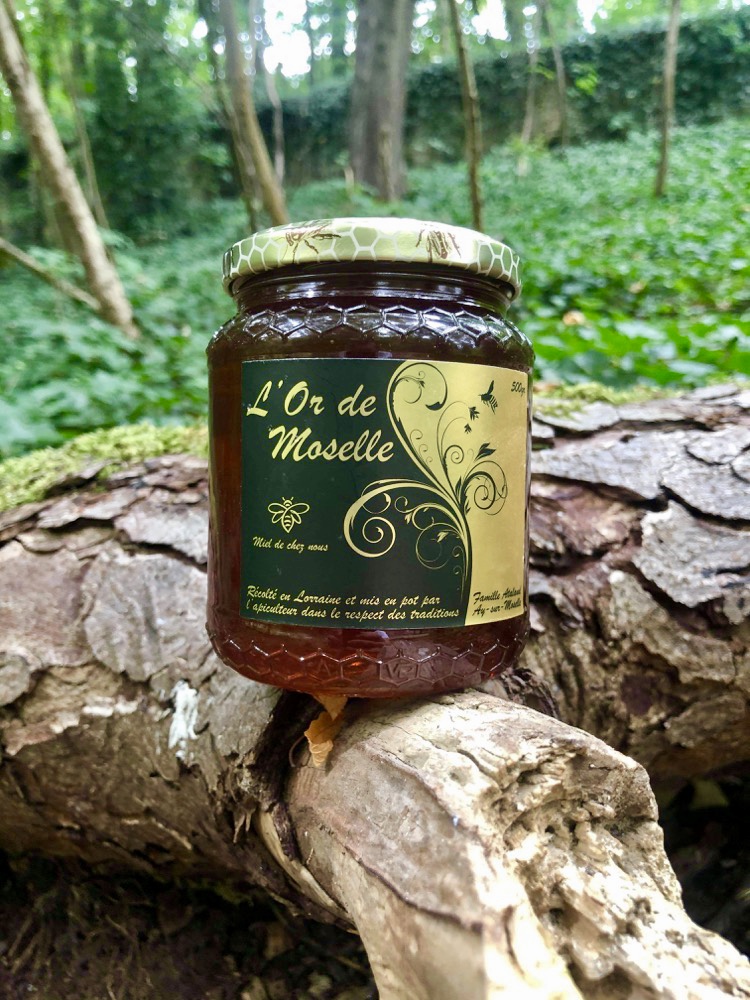 L'Or de
Moselle
500gr
Miel de chez nous
Récolté en Lorraine et mis en pot par
l'apiculteur dans le respect des traditions
Famille
Ay-sur-Moselle